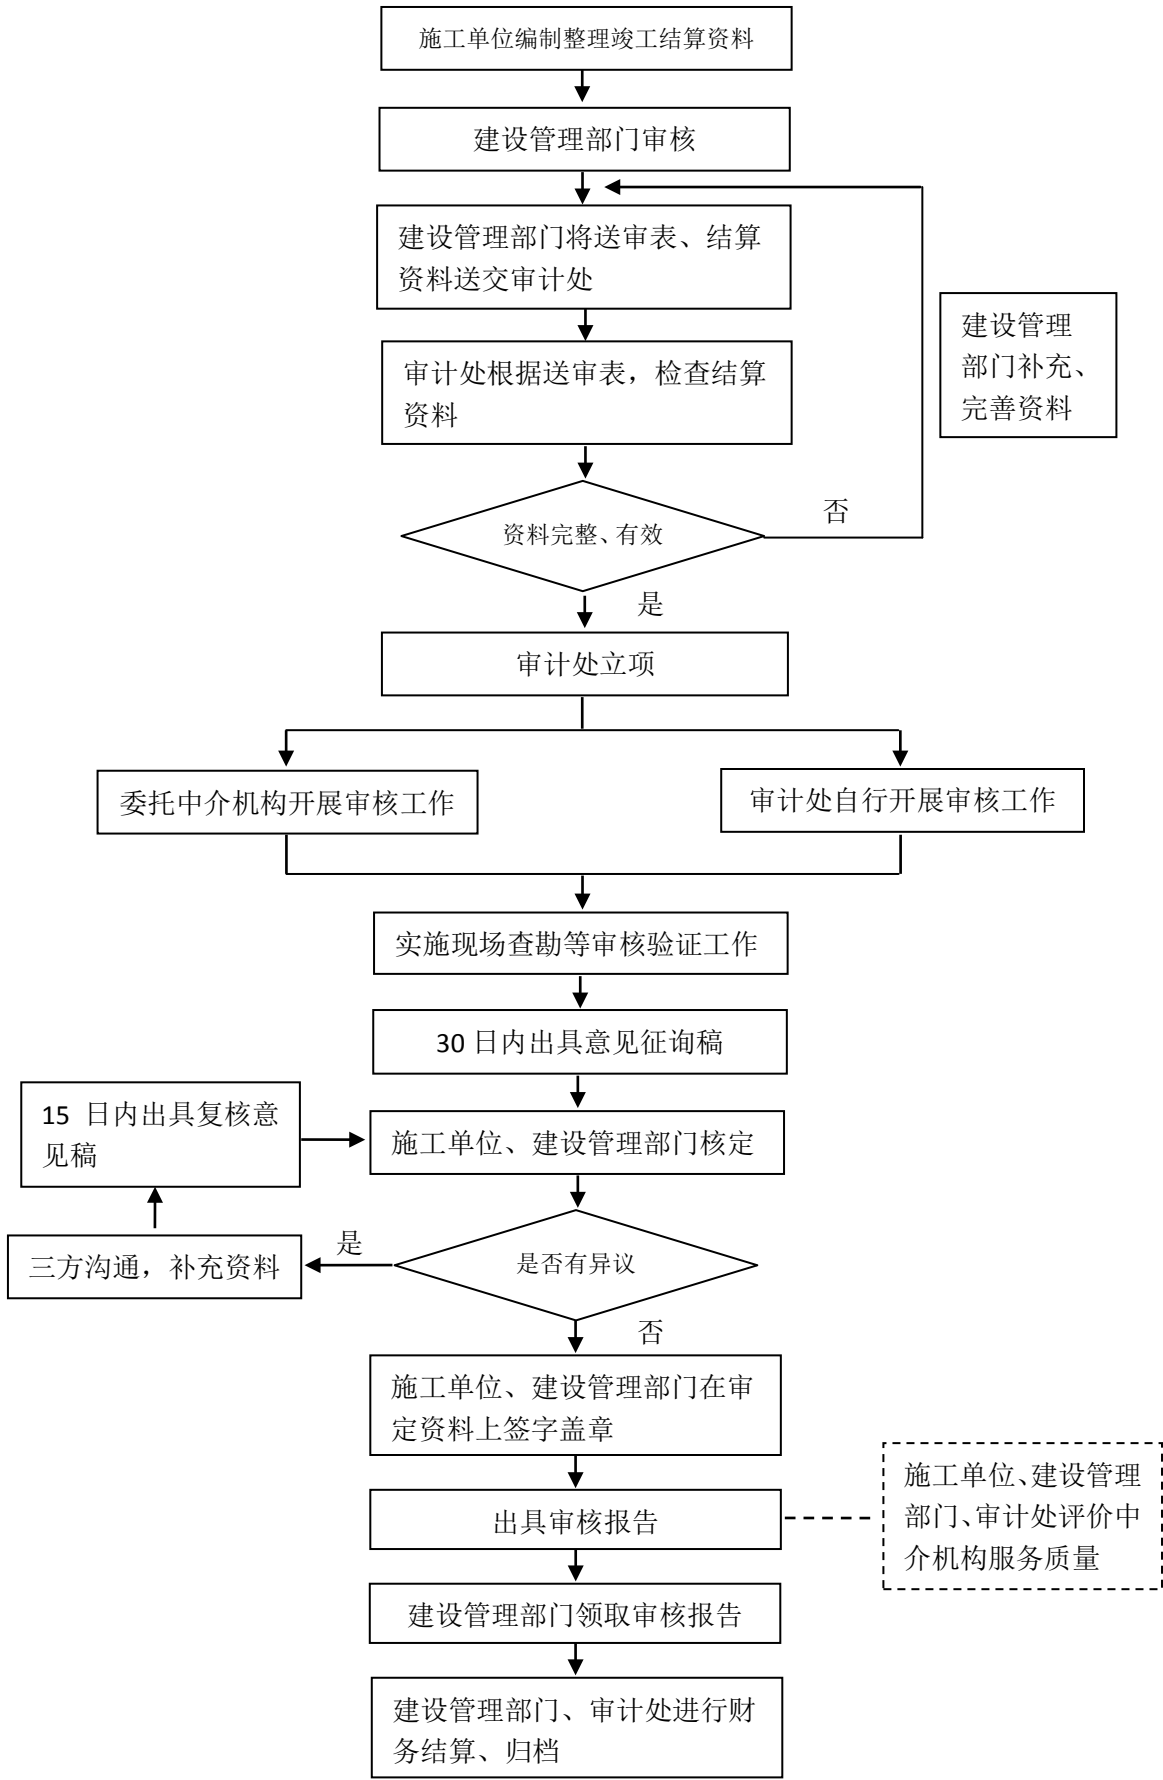 施工单位编制整理竣工结算资料
建设管理部门审核
建设管理部门将送审表、结算
资料送交审计处
审计处根据送审表，检查结算
资料
建设管理
部门补充、
完善资料
资料完整、有效
否
是
审计处立项
委托中介机构开展审核工作
审计处自行开展审核工作
实施现场查勘等审核验证工作
30 日内出具意见征询稿
15 日内出具复核意
见稿
施工单位、建设管理部门核定
是
三方沟通，补充资料
是否有异议
否
施工单位、建设管理部门在审
定资料上签字盖章
出具审核报告
施工单位、建设管理
部门、审计处评价中
介机构服务质量
建设管理部门领取审核报告
建设管理部门、审计处进行财
务结算、归档